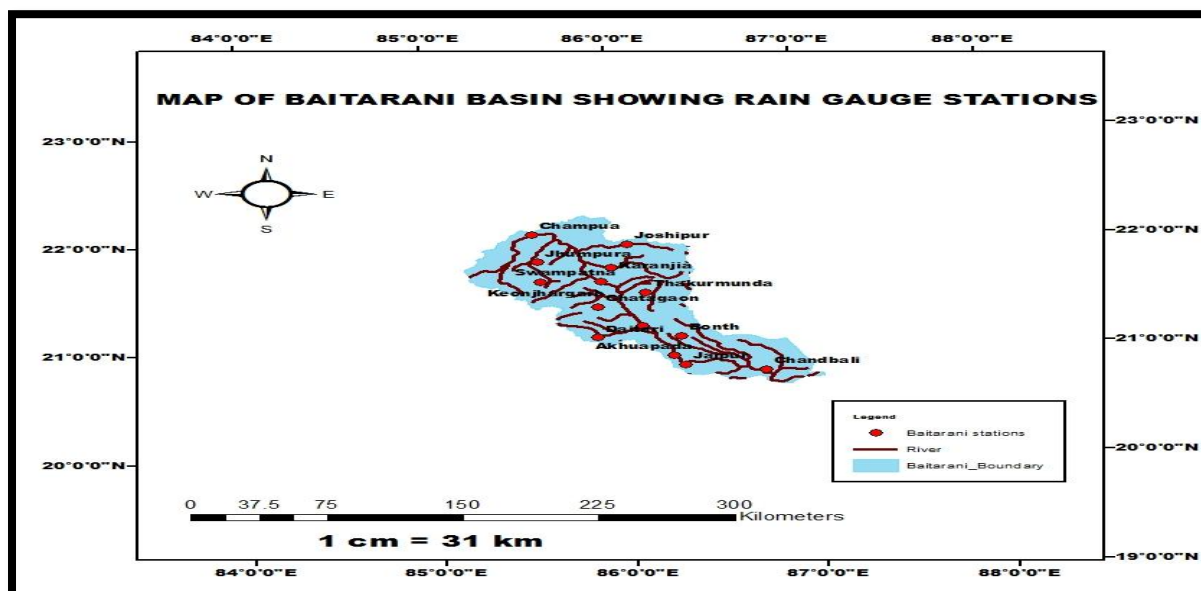 84°0'0"E 85°0'0"E 86°0'0"E 87°0'0"E 88°0'0"E
MAP OF BAITARANI BASIN SHOWING RAIN GAUGE STATIONS
23°0'0"N 23°0'0"N
N
W E
S
22°0'0"N 22°0'0"N
Champua
Joshipur
Jhumpura
Karanjia
Swampatna
Thakurmunda
Keonjhargarh
Ghatagaon
21°0'0"N 21°0'0"N
Daitari
Bonth
Akhuapada
Jajpur
Chandbali
Legend
Baitarani stations
River
Baitarani_Boundary
20°0'0"N 20°0'0"N
0 37.5 75 150 225 300
Kilometers
1 cm = 31 km
19°0'0"N
84°0'0"E 85°0'0"E 86°0'0"E 87°0'0"E 88°0'0"E